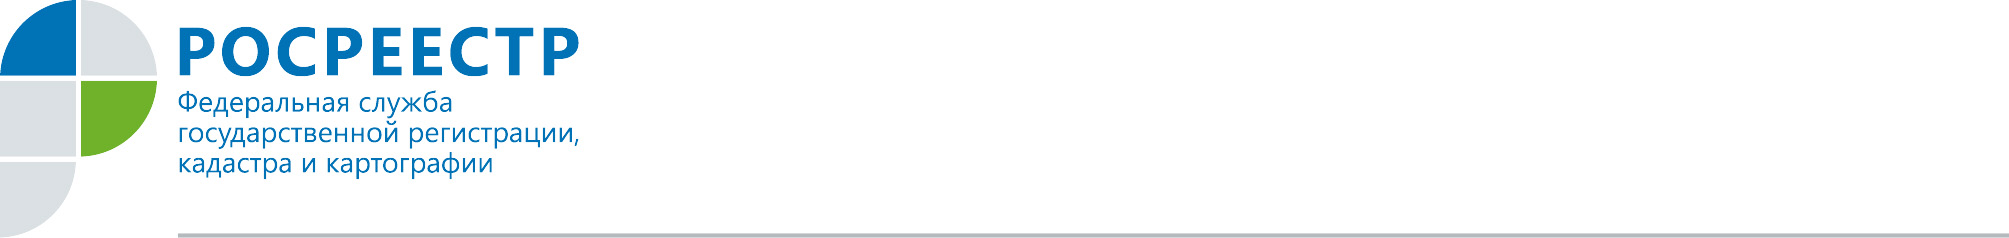 РОСРЕЕСТР
Федеральная служба
государственной регистрации,
кадастра и картографии